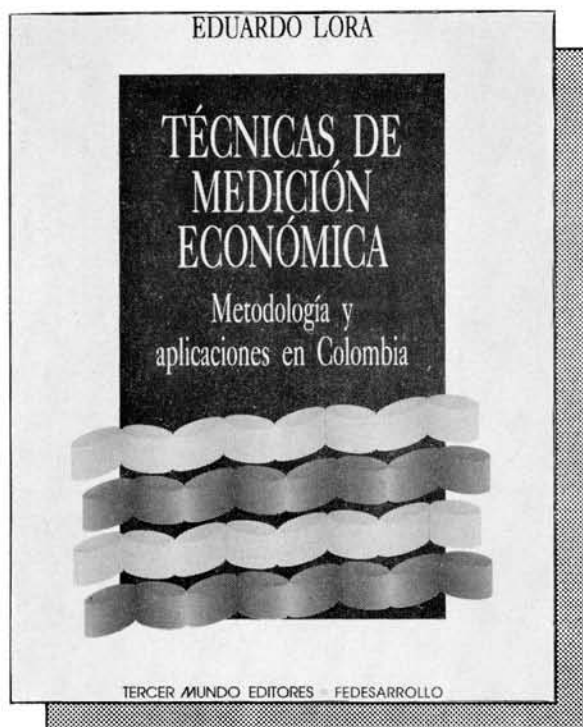 EDUARDO LORA
TÉCNICAS DE
MEDICIÓN
ECONÓMICA
Metodología y
aplicaciones en Colombia
TERCER MUNDO EDITORES - FEDESARROLLO